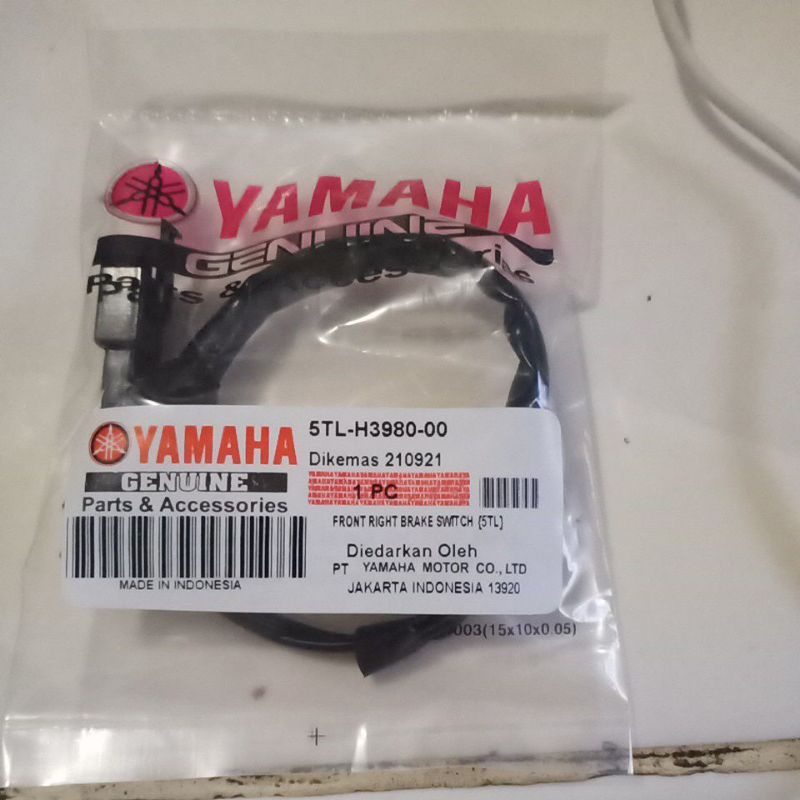 YAMAHA
GENUINE
Parts & Accessories
YAMAHA
GENUINE
Parts & Accessories
MADE IN INDONESIA
5TL-H3980-00
Dikemas 210921
1 PC
FRONT RIGHT BRAKE SWITCH {5TL}
Diedarkan Oleh
PT YAMAHA MOTOR CO.,LTD
JAKARTA INDONESIA 13920
003(15x10x0.05)